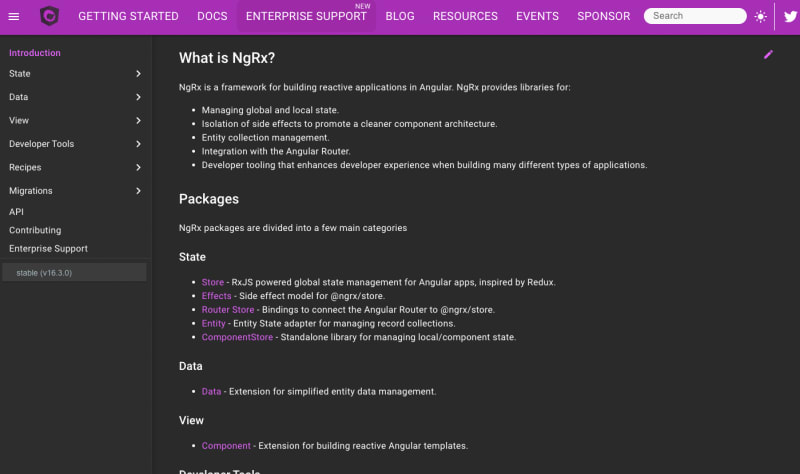 GETTING STARTED DOCS ENTERPRISE SUPPORT NEW BLOG RESOURCES EVENTS SPONSOR Search
Introduction
State
Data
View
Developer Tools
Recipes
Migrations
API
Contributing
Enterprise Support
stable (v16.3.0)
What is NgRx?
NgRx is a framework for building reactive applications in Angular. NgRx provides libraries for:
• Managing global and local state.
• Isolation of side effects to promote a cleaner component architecture.
• Entity collection management.
• Integration with the Angular Router.
• Developer tooling that enhances developer experience when building many different types of applications.
Packages
NgRx packages are divided into a few main categories
State
• Store - RxJS powered global state management for Angular apps, inspired by Redux.
• Effects - Side effect model for @ngrx/store.
• Router Store - Bindings to connect the Angular Router to @ngrx/store.
• Entity - Entity State adapter for managing record collections.
• ComponentStore - Standalone library for managing local/component state.
Data
• Data - Extension for simplified entity data management.
View
• Component - Extension for building reactive Angular templates.
Developer Tools